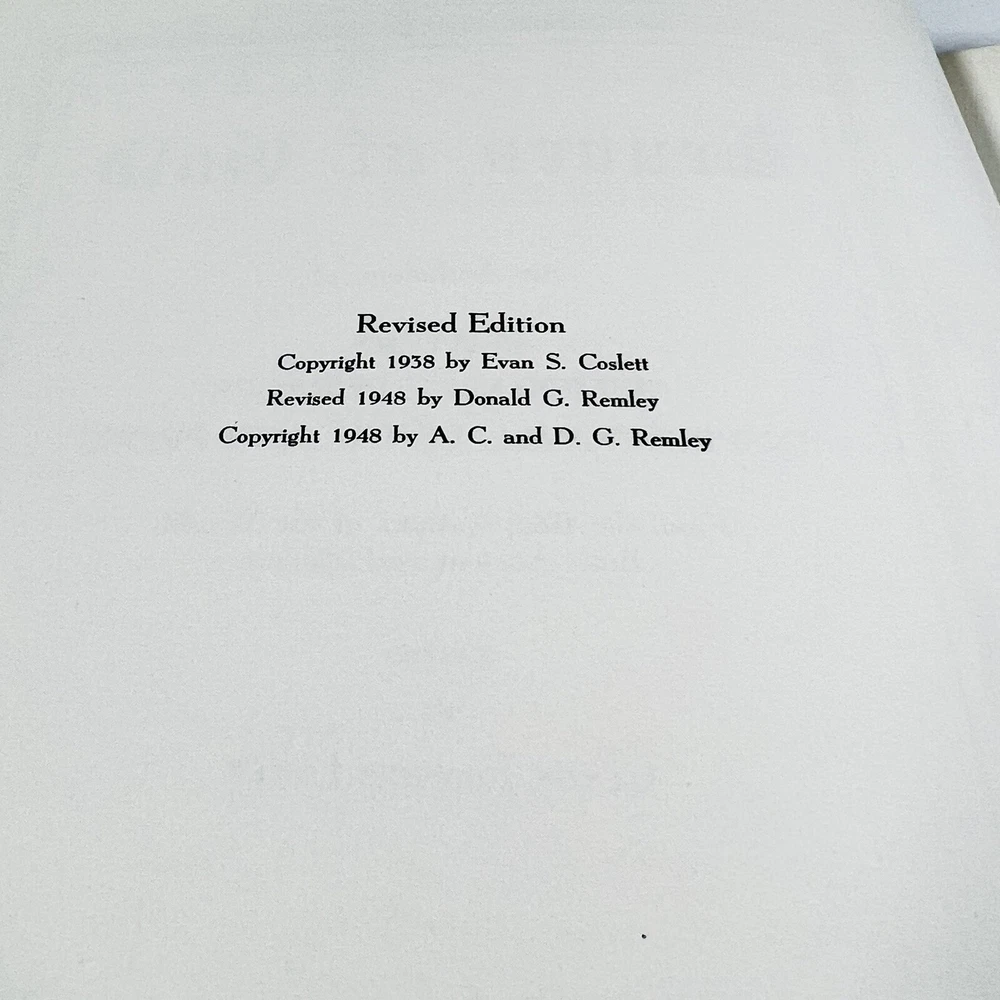 Revised Edition
Copyright 1938 by Evan S. Coslett
Revised 1948 by Donald G. Remley
Copyright 1948 by A. C. and D. G. Remley